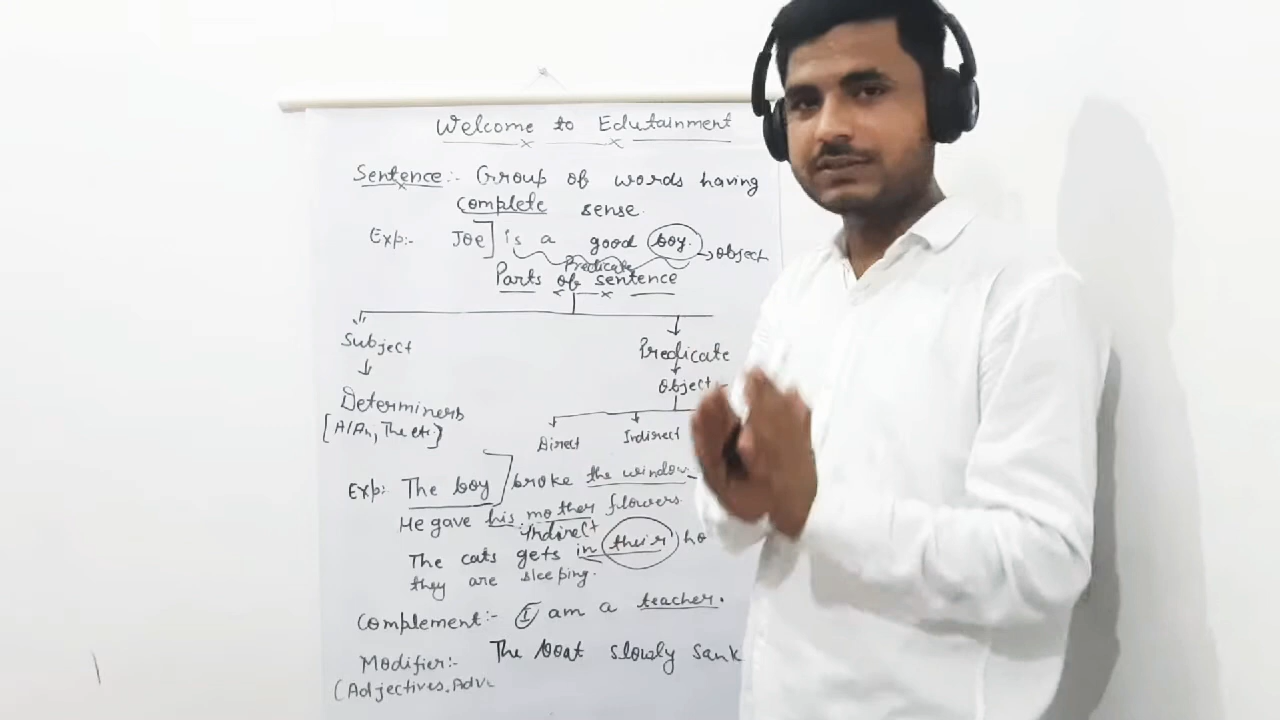 Welcome to Edutainment
Sentence:- Group of words having
complete sense.
Exp:- Joe] is a good boy. → object
Predicate
Parts of sentence
Subject Predicate
Determiners Object
[A/An, The etc.] Direct Indirect
Exp: The boy broke the window
He gave his mother flowers.
Indirect
The cats gets in their ho
they are sleeping.
Complement:- I am a teacher.
Modifier:- The boat slowly sank
(Adjectives, Adv